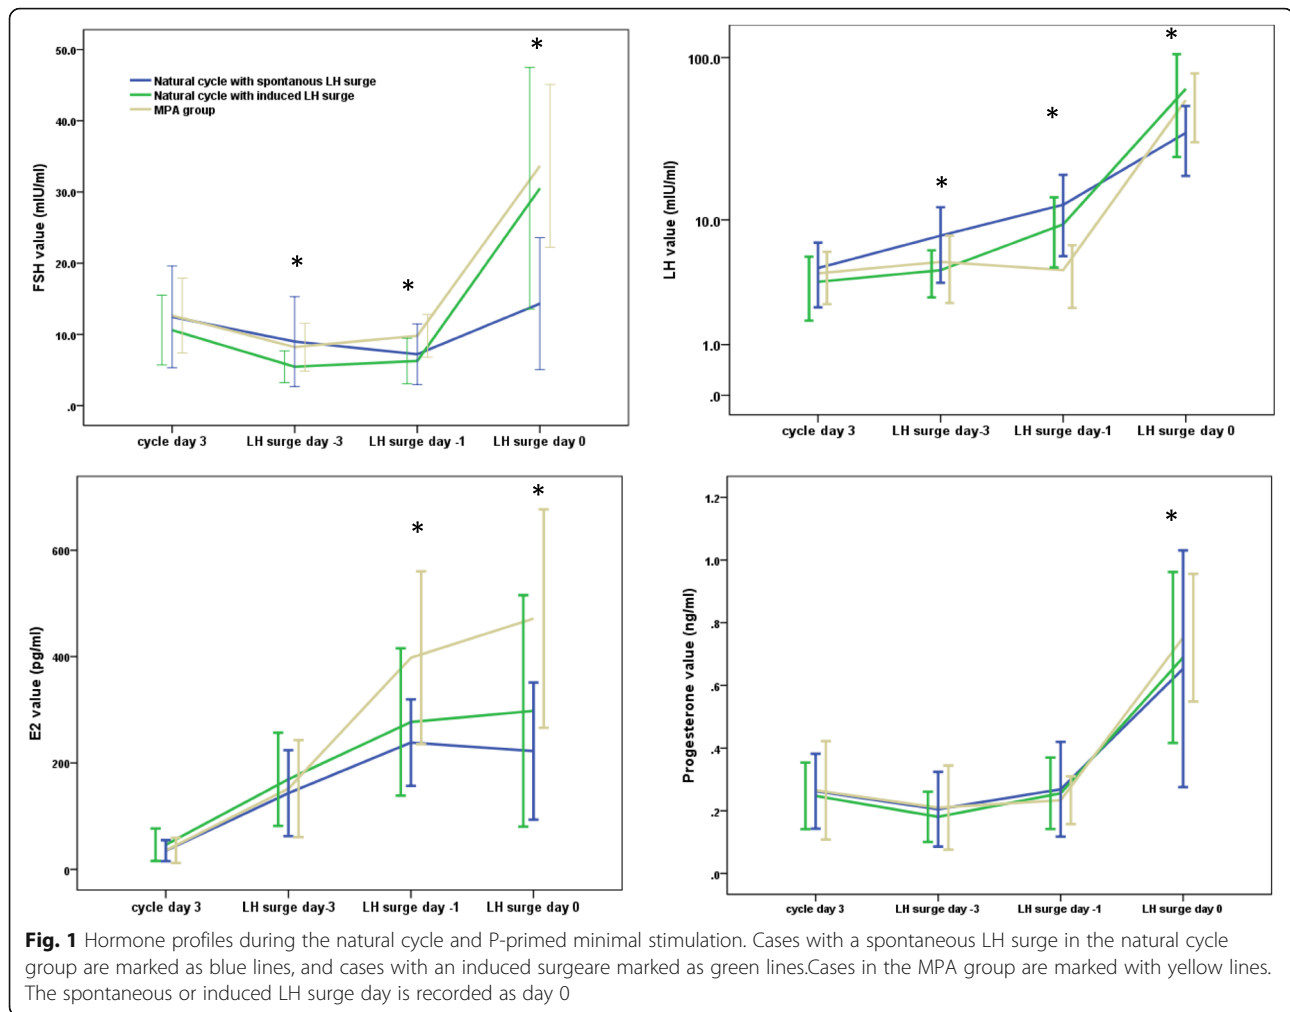 50.0
40.0
30.0
20.0
10.0
.0
FSH value (mIU/ml)
Natural cycle with spontanous LH surge
Natural cycle with induced LH surge
MPA group
*
*
*
cycle day 3
LH surge day -3
LH surge day -1
LH surge day 0
100.0
10.0
1.0
.0
LH value (mIU/ml)
*
*
*
cycle day 3
LH surge day-3
LH surge day-1
LH surge day 0
600
400
200
0
E2 value (pg/ml)
*
*
cycle day 3
LH surge day-3
LH surge day -1
LH surge day 0
1.2
1.0
.8
.6
.4
.2
.0
Progesterone value (ng/ml)
*
cycle day 3
LH surge day -3
LH surge day -1
LH surge day 0
Fig. 1 Hormone profiles during the natural cycle and P-primed minimal stimulation. Cases with a spontaneous LH surge in the natural cycle
group are marked as blue lines, and cases with an induced surgeare marked as green lines.Cases in the MPA group are marked with yellow lines.
The spontaneous or induced LH surge day is recorded as day 0